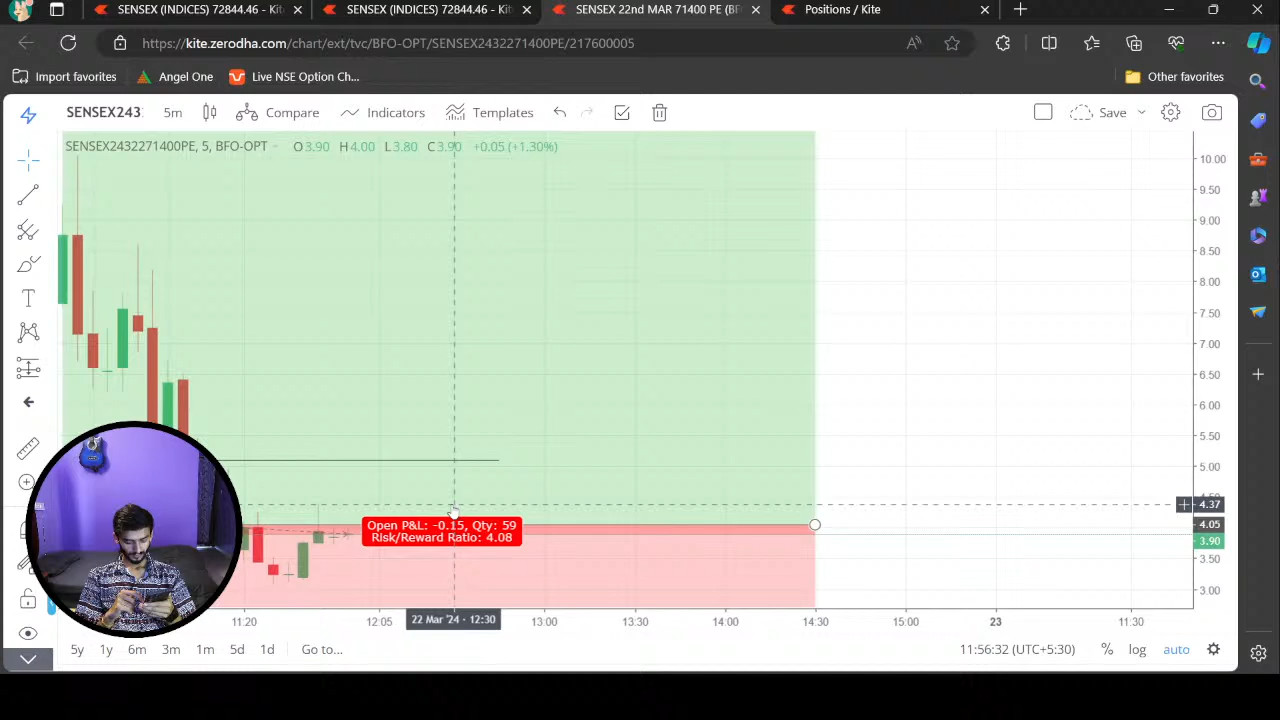 SENSEX (INDICES) 72844.46 - Kit
SENSEX (INDICES) 72844.46 - Kit
SENSEX 22nd MAR 71400 PE (BF
Positions / Kite
https://kite.zerodha.com/chart/ext/tvc/BFO-OPT/SENSEX2432271400PE/217600005
Import favorites
Angel One
Live NSE Option Ch...
Other favorites
SENSEX243
5m
Compare
Indicators
Templates
Save
SENSEX2432271400PE, 5, BFO-OPT O3.90 H4.00 L3.80 C3.90 +0.05 (+1.30%)
10.00
9.50
9.00
8.50
8.00
7.50
7.00
6.50
6.00
5.50
5.00
4.37
4.05
3.90
3.50
3.00
Open P&L: -0.15, Qty: 59
Risk/Reward Ratio: 4.08
11:20
12:05
22 Mar '24 - 12:30
13:00
13:30
14:00
14:30
15:00
23
11:30
5y 1y 6m 3m 1m 5d 1d Go to...
11:56:32 (UTC+5:30) % log auto